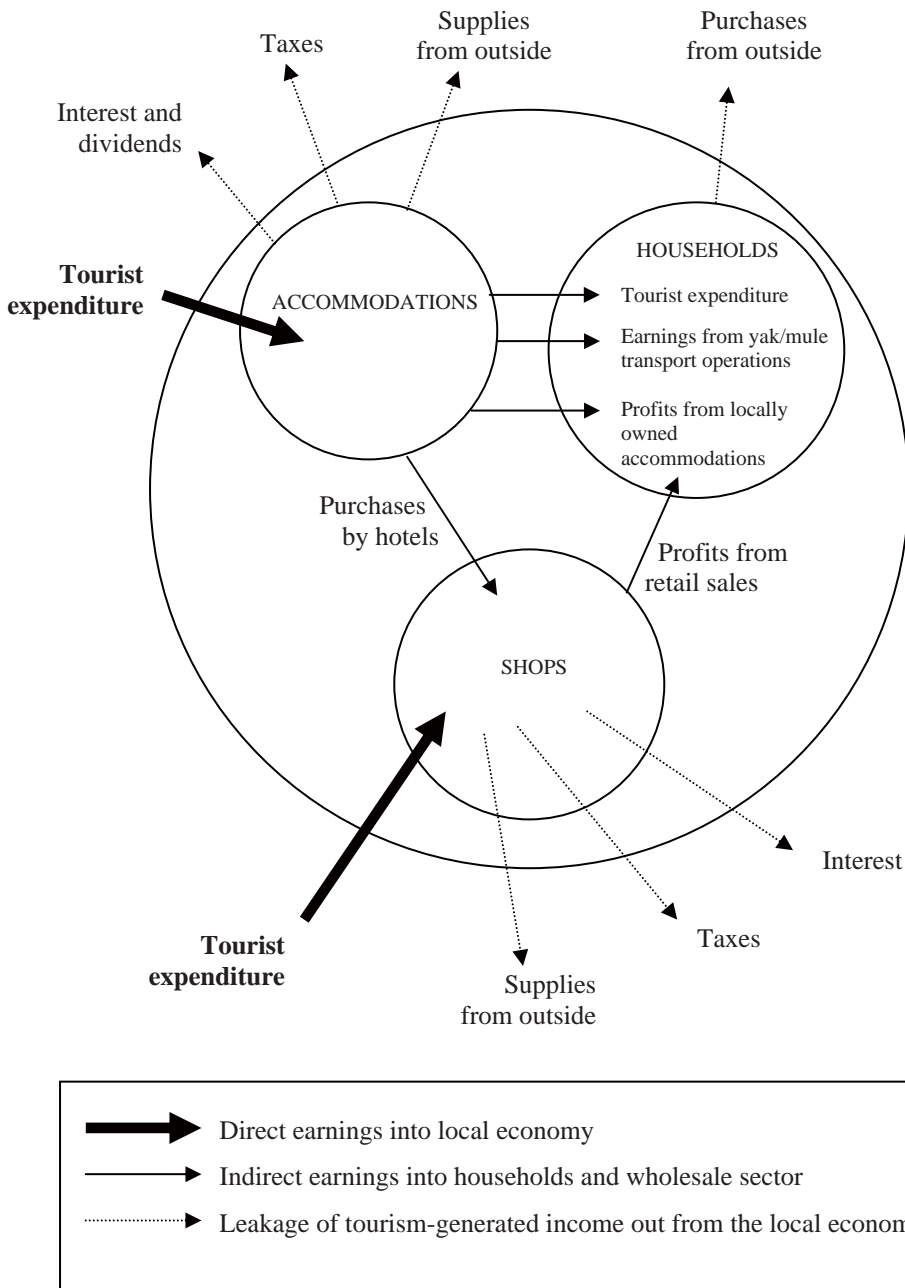 Taxes
Supplies
from outside
Purchases
from outside
Interest and
dividends
Tourist
expenditure
ACCOMMODATIONS
HOUSEHOLDS
Tourist expenditure
Earnings from yak/mule
transport operations
Profits from locally
owned
accommodations
Purchases
by hotels
Profits from
retail sales
SHOPS
Interest
Taxes
Tourist
expenditure
Supplies
from outside
Direct earnings into local economy
Indirect earnings into households and wholesale sector
Leakage of tourism-generated income out from the local econom